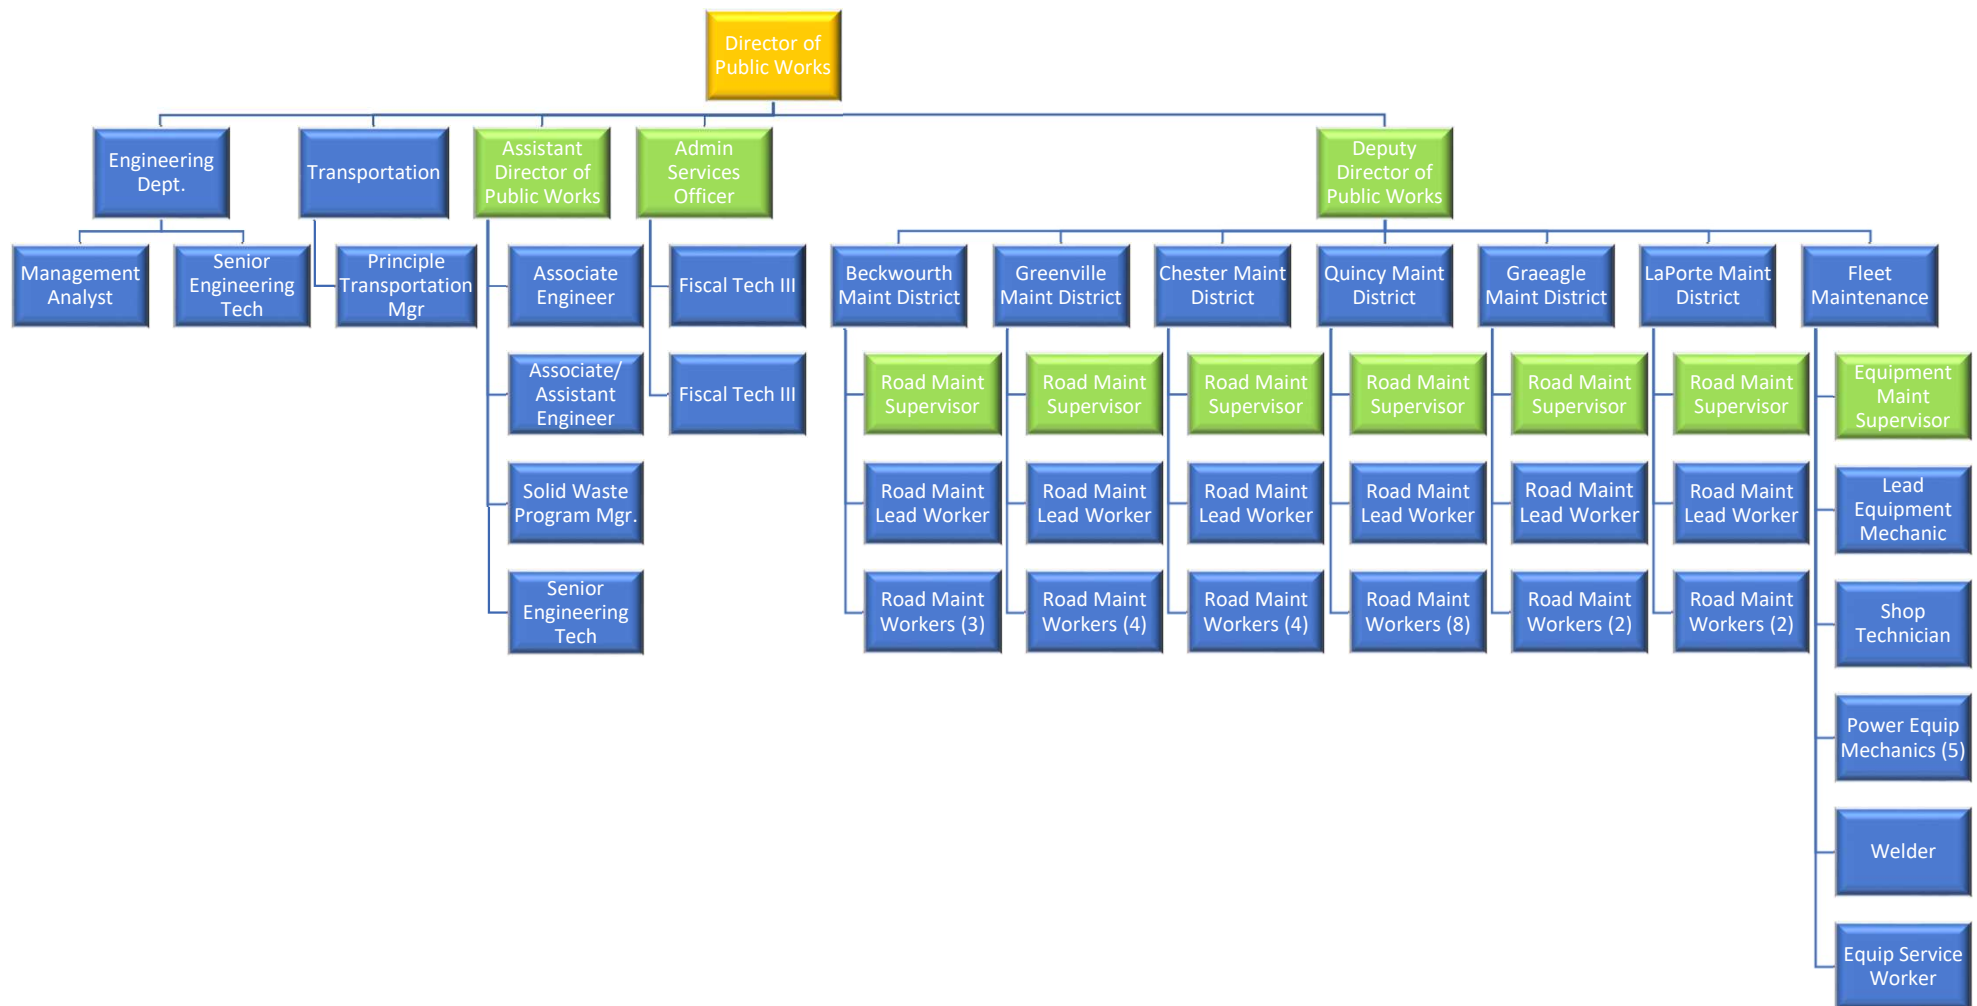 Director of
Public Works
Engineering
Dept.
Transportation
Assistant
Director of
Public Works
Admin
Services
Officer
Deputy
Director of
Public Works
Management
Analyst
Senior
Engineering
Tech
Principle
Transportation
Mgr
Associate
Engineer
Fiscal Tech III
Beckwourth
Maint District
Greenville
Maint District
Chester Maint
District
Quincy Maint
District
Graeagle
Maint District
LaPorte Maint
District
Fleet
Maintenance
Associate/
Assistant
Engineer
Fiscal Tech III
Road Maint
Supervisor
Road Maint
Supervisor
Road Maint
Supervisor
Road Maint
Supervisor
Road Maint
Supervisor
Road Maint
Supervisor
Equipment
Maint
Supervisor
Solid Waste
Program Mgr.
Road Maint
Lead Worker
Road Maint
Lead Worker
Road Maint
Lead Worker
Road Maint
Lead Worker
Road Maint
Lead Worker
Road Maint
Lead Worker
Lead
Equipment
Mechanic
Senior
Engineering
Tech
Road Maint
Workers (3)
Road Maint
Workers (4)
Road Maint
Workers (4)
Road Maint
Workers (8)
Road Maint
Workers (2)
Road Maint
Workers (2)
Shop
Technician
Power Equip
Mechanics (5)
Welder
Equip Service
Worker